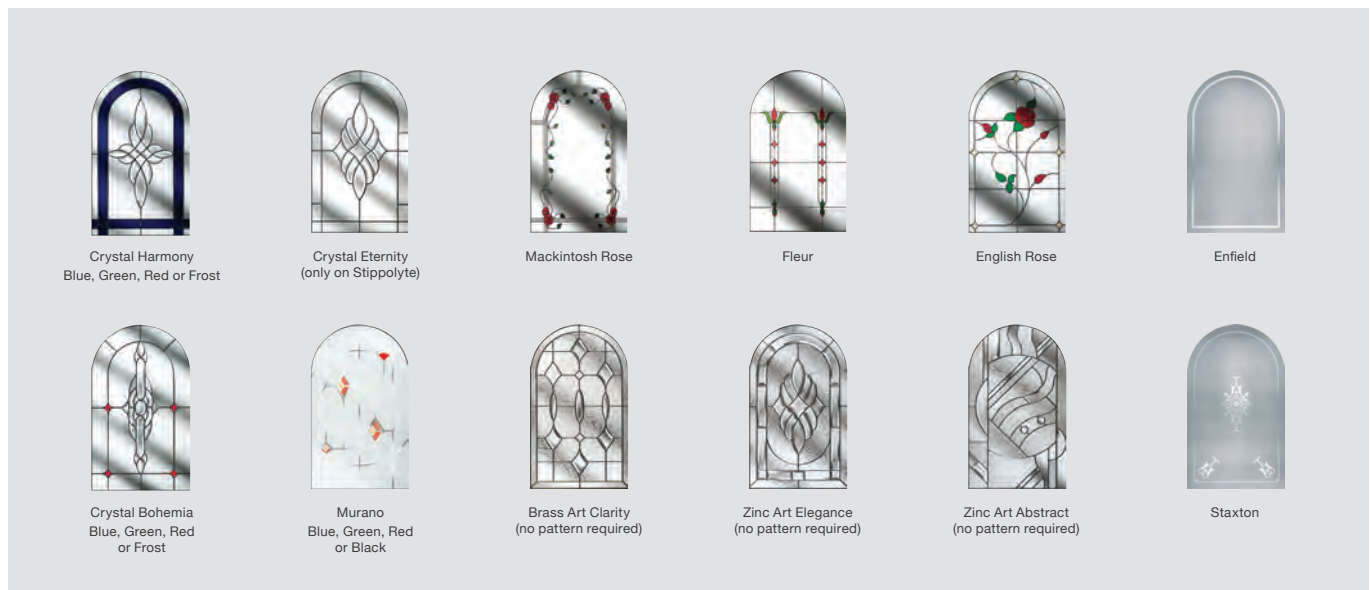 Crystal Harmony
Blue, Green, Red or Frost
Crystal Eternity
(only on Stippolyte)
Mackintosh Rose
Fleur
English Rose
Enfield
Crystal Bohemia
Blue, Green, Red
or Frost
Murano
Blue, Green, Red
or Black
Brass Art Clarity
(no pattern required)
Zinc Art Elegance
(no pattern required)
Zinc Art Abstract
(no pattern required)
Staxton